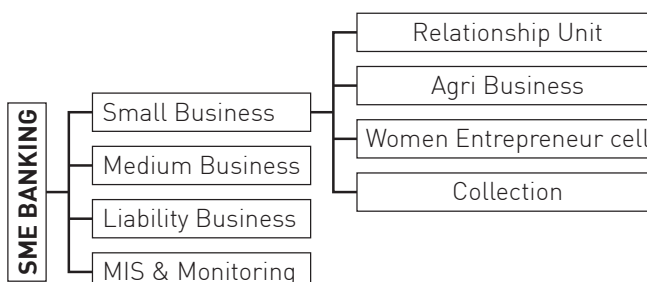 SME BANKING
Small Business
Medium Business
Liability Business
MIS & Monitoring
Relationship Unit
Agri Business
Women Entrepreneur cell
Collection